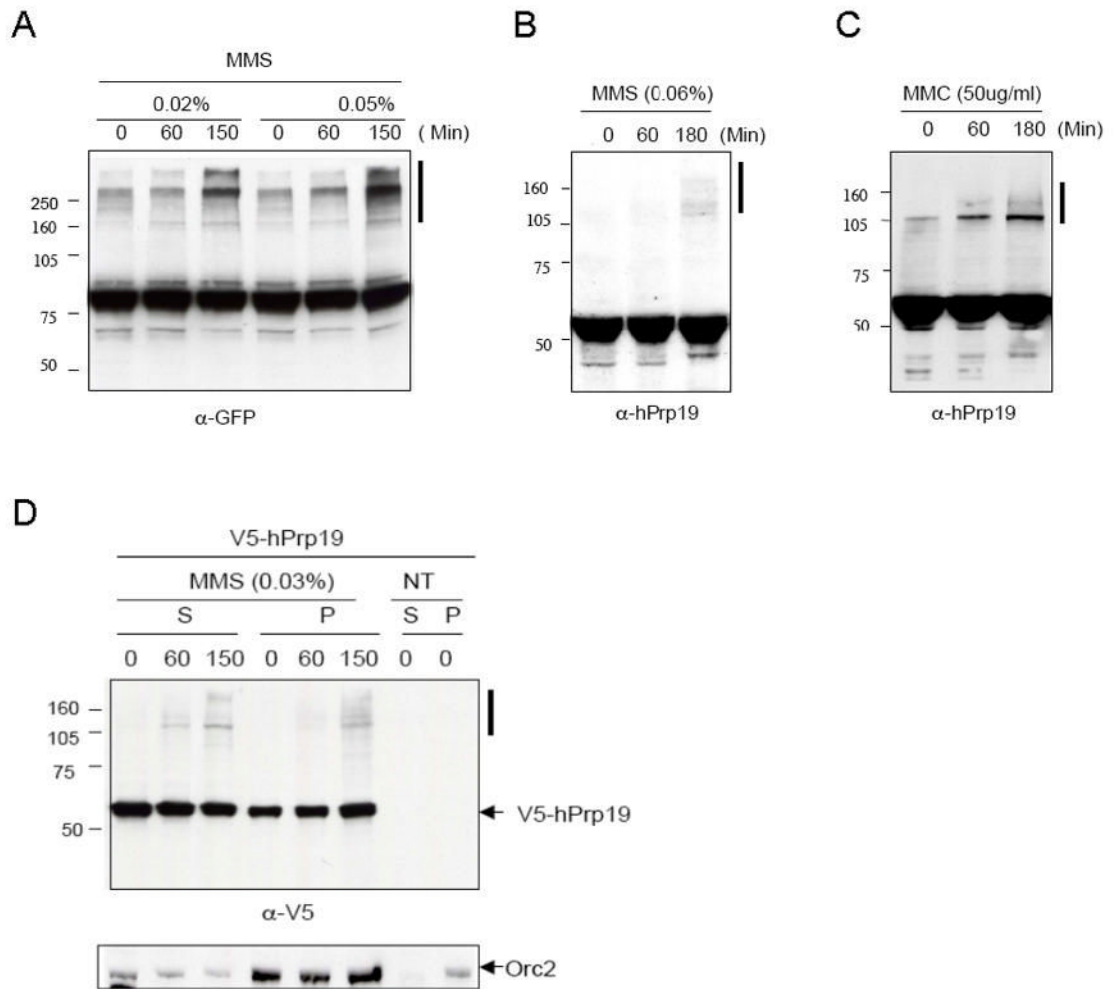 A
MMS
0.02% 0.05%
0 60 150 0 60 150 ( Min)
250
160
105
75
50
α-GFP
B
MMS (0.06%)
0 60 180 (Min)
160
105
75
50
α-hPrp19
C
MMC (50ug/ml)
0 60 180 (Min)
160
105
75
50
α-hPrp19
D
V5-hPrp19
MMS (0.03%) NT
S P S P
0 60 150 0 60 150 0 0
160
105
75
50
V5-hPrp19
α-V5
Orc2